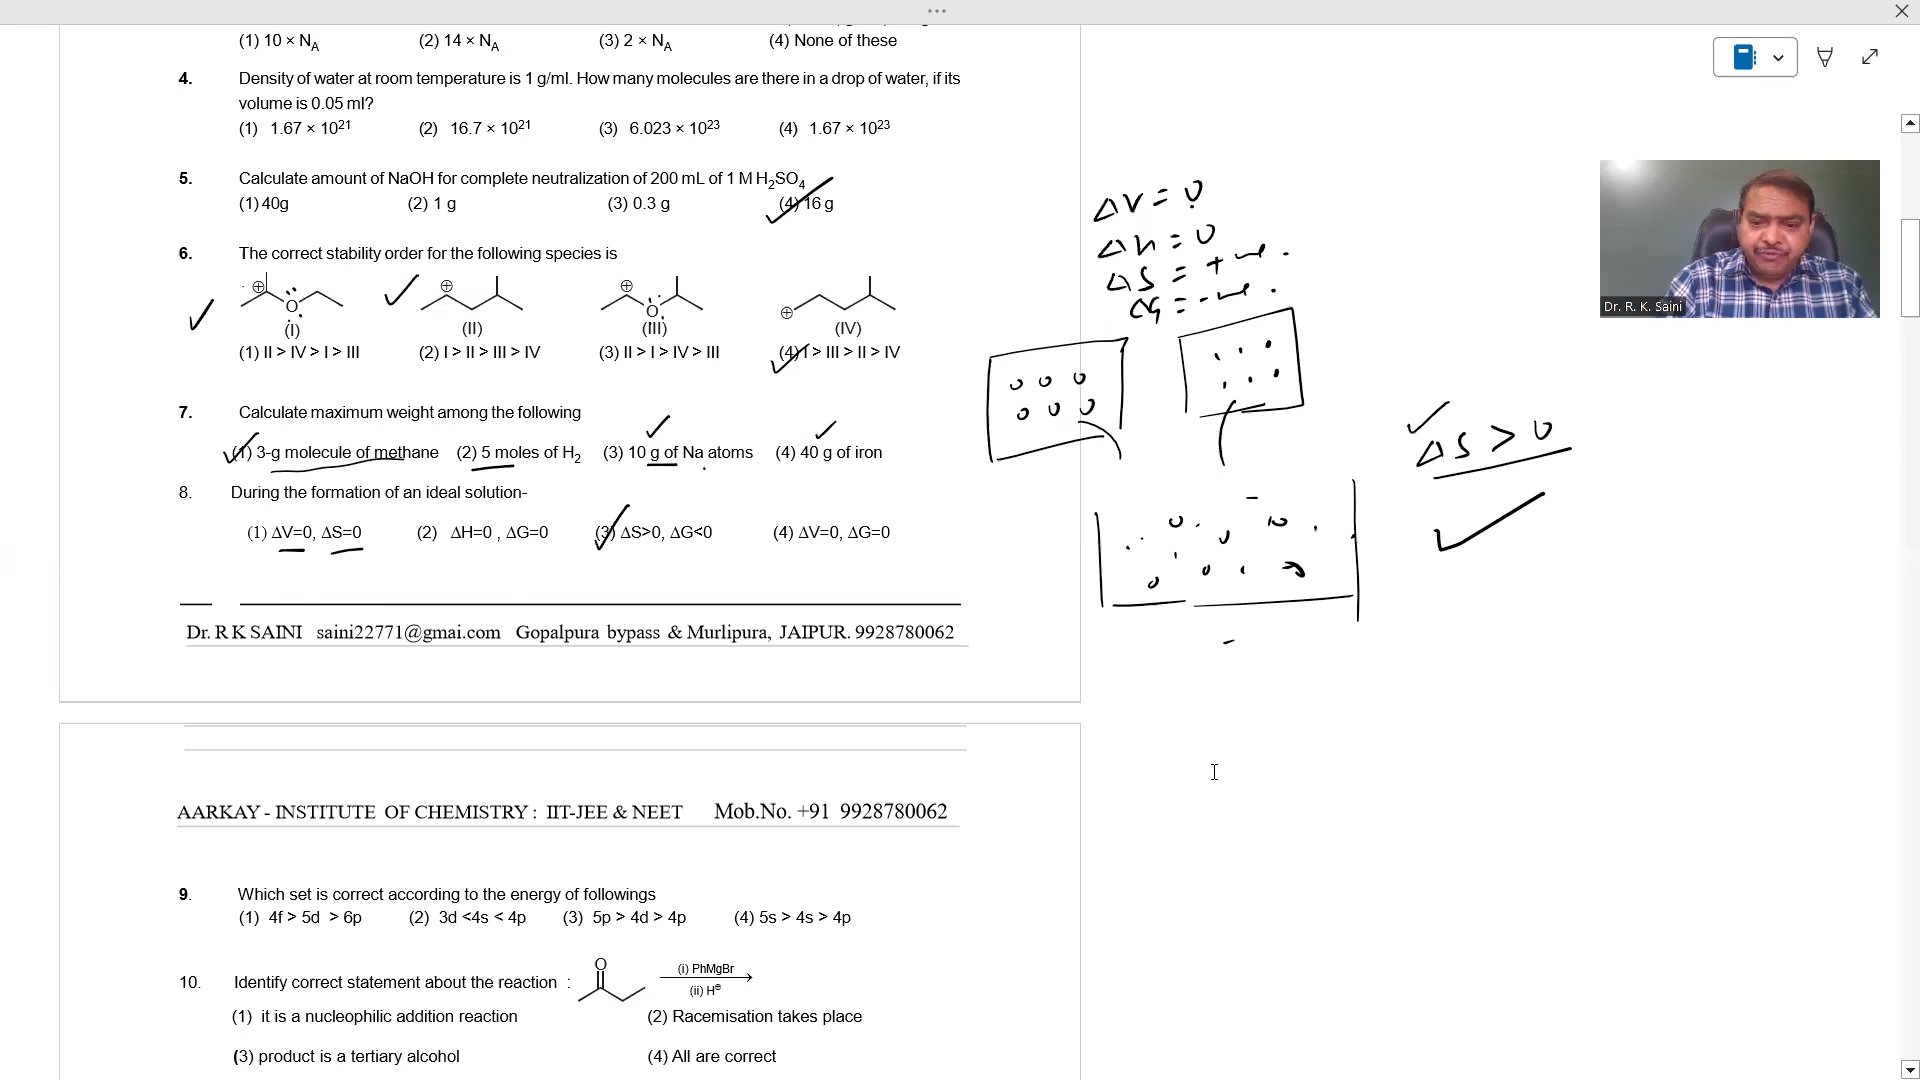 (1) 10 × N_A (2) 14 × N_A (3) 2 × N_A (4) None of these
4. Density of water at room temperature is 1 g/ml. How many molecules are there in a drop of water, if its
volume is 0.05 ml?
(1) 1.67 × 10^21 (2) 16.7 × 10^21 (3) 6.023 × 10^23 (4) 1.67 × 10^23
5. Calculate amount of NaOH for complete neutralization of 200 mL of 1 M H2SO4
(1) 40g (2) 1 g (3) 0.3 g (4) 16 g
6. The correct stability order for the following species is
⊕ O ⊕ ⊕ O ⊕
(I) (II) (III) (IV)
(1) II > IV > I > III (2) I > II > III > IV (3) II > I > IV > III (4) I > III > II > IV
7. Calculate maximum weight among the following
(1) 3-g molecule of methane (2) 5 moles of H2 (3) 10 g of Na atoms (4) 40 g of iron
8. During the formation of an ideal solution-
(1) ΔV=0, ΔS=0 (2) ΔH=0 , ΔG=0 (3) ΔS>0, ΔG<0 (4) ΔV=0, ΔG=0
Dr. R K SAINI saini22771@gmai.com Gopalpura bypass & Murlipura, JAIPUR. 9928780062
ΔV = 0
ΔH = 0
ΔS = +ve
ΔG = -ve
ΔS > 0
Dr. R. K. Saini
AARKAY - INSTITUTE OF CHEMISTRY : IIT-JEE & NEET Mob.No. +91 9928780062
9. Which set is correct according to the energy of followings
(1) 4f > 5d > 6p (2) 3d <4s < 4p (3) 5p > 4d > 4p (4) 5s > 4s > 4p
10. Identify correct statement about the reaction : O (i) PhMgBr
(ii) H⊕
(1) it is a nucleophilic addition reaction (2) Racemisation takes place
(3) product is a tertiary alcohol (4) All are correct